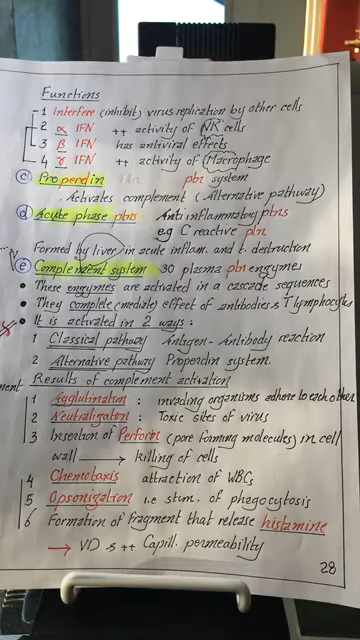 Functions
1 Interfere (inhibit) virus replication by other cells
2 α IFN ++ activity of NK cells
3 β IFN has antiviral effects
4 γ IFN ++ activity of Macrophage
c) Properdin ptn system
. Activates complement (Alternative pathway)
d) Acute phase ptns Anti inflammatory ptns
e.g C reactive ptn
Formed by liver in acute inflam. and t. destruction
e) Complement system 30 plasma ptn enzymes
• These enzymes are activated in a cascade sequences
• They complete (mediate) effect of antibodies & T lymphocytes
• It is activated in 2 ways:
1 Classical pathway Antigen-Antibody reaction
2 Alternative pathway Properdin system.
Results of complement activation
1 Agglutination: invading organisms adhere to each other
2 Neutralization: Toxic sites of virus
3 Insertion of Perforin (pore forming molecules) in cell
wall → killing of cells
4 Chemotaxis attraction of WBCs
5 Opsonization i.e stim. of phagocytosis
6 Formation of fragment that release histamine
→ VD & ++ Capill. permeability
28